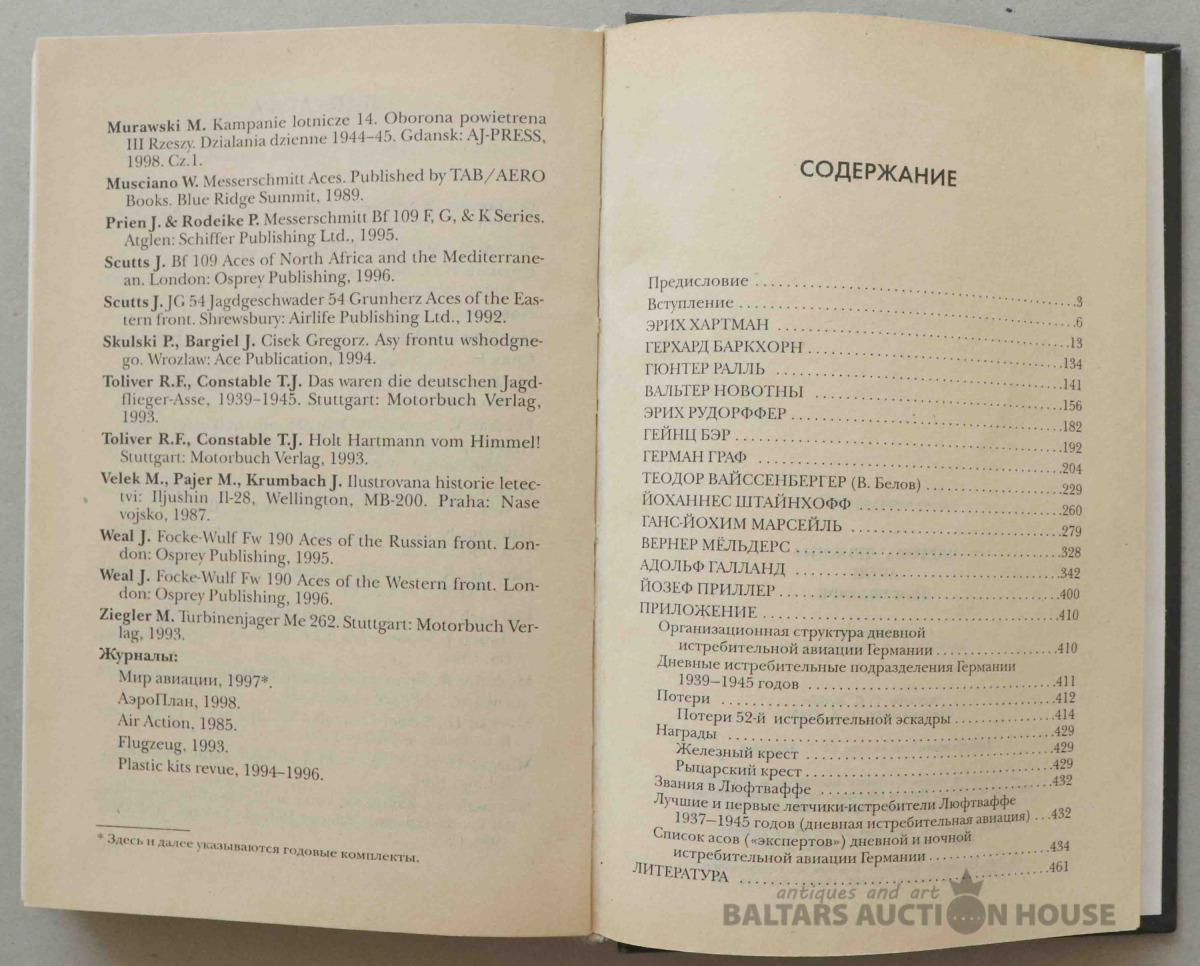 Murawski M. Kampanie lotnicze 14. Oborona powietrena
III Rzeszy. Dzialania dzienne 1944–45. Gdansk: AJ-PRESS,
1998. Cz.1.
Musciano W. Messerschmitt Aces. Published by TAB/AERO
Books. Blue Ridge Summit, 1989.
Prien J. & Rodeike P. Messerschmitt Bf 109 F, G, & K Series.
Atglen: Schiffer Publishing Ltd., 1995.
Scutts J. Bf 109 Aces of North Africa and the Mediterrane-
an. London: Osprey Publishing, 1996.
Scutts J. JG 54 Jagdgeschwader 54 Grunherz Aces of the Eas-
tern front. Shrewsbury: Airlife Publishing Ltd., 1992.
Skulski P., Bargiel J. Cisek Gregorz. Asy frontu wshodgne-
go. Wrozlaw: Ace Publication, 1994.
Toliver R.F., Constable T.J. Das waren die deutschen Jagd-
flieger-Asse, 1939–1945. Stuttgart: Motorbuch Verlag,
1993.
Toliver R.F., Constable T.J. Holt Hartmann vom Himmel!
Stuttgart: Motorbuch Verlag, 1993.
Velek M., Pajer M., Krumbach J. Ilustrovana historie letec-
tvi: Iljushin Il-28, Wellington, MB-200. Praha: Nase
vojsko, 1987.
Weal J. Focke-Wulf Fw 190 Aces of the Russian front. Lon-
don: Osprey Publishing, 1995.
Weal J. Focke-Wulf Fw 190 Aces of the Western front. Lon-
don: Osprey Publishing, 1996.
Ziegler M. Turbinenjager Me 262. Stuttgart: Motorbuch Ver-
lag, 1993.
Журналы:
Мир авиации, 1997*.
АэроПлан, 1998.
Air Action, 1985.
Flugzeug, 1993.
Plastic kits revue, 1994–1996.
* Здесь и далее указываются годовые комплекты.
СОДЕРЖАНИЕ
Предисловие ........ 3
Вступление ........ 6
ЭРИХ ХАРТМАН ........ 13
ГЕРХАРД БАРКХОРН ........ 134
ГЮНТЕР РАЛЛЬ ........ 141
ВАЛЬТЕР НОВОТНЫ ........ 156
ЭРИХ РУДОРФФЕР ........ 182
ГЕЙНЦ БЭР ........ 192
ГЕРМАН ГРАФ ........ 204
ТЕОДОР ВАЙССЕНБЕРГЕР (В. Белов) ........ 229
ЙОХАННЕС ШТАЙНХОФФ ........ 260
ГАНС-ЙОХИМ МАРСЕЙЛЬ ........ 279
ВЕРНЕР МЁЛЬДЕРС ........ 328
АДОЛЬФ ГАЛЛАНД ........ 342
ЙОЗЕФ ПРИЛЛЕР ........ 400
ПРИЛОЖЕНИЕ ........ 410
Организационная структура дневной
истребительной авиации Германии ........ 410
Дневные истребительные подразделения Германии
1939–1945 годов ........ 411
Потери ........ 412
Потери 52-й истребительной эскадры ........ 414
Награды ........ 429
Железный крест ........ 429
Рыцарский крест ........ 429
Звания в Люфтваффе ........ 432
Лучшие и первые летчики-истребители Люфтваффе
1937–1945 годов (дневная истребительная авиация) ... 432
Список асов («экспертов») дневной и ночной
истребительной авиации Германии ........ 434
ЛИТЕРАТУРА ........ 461
antiques and art
BALTARS AUCTION HOUSE